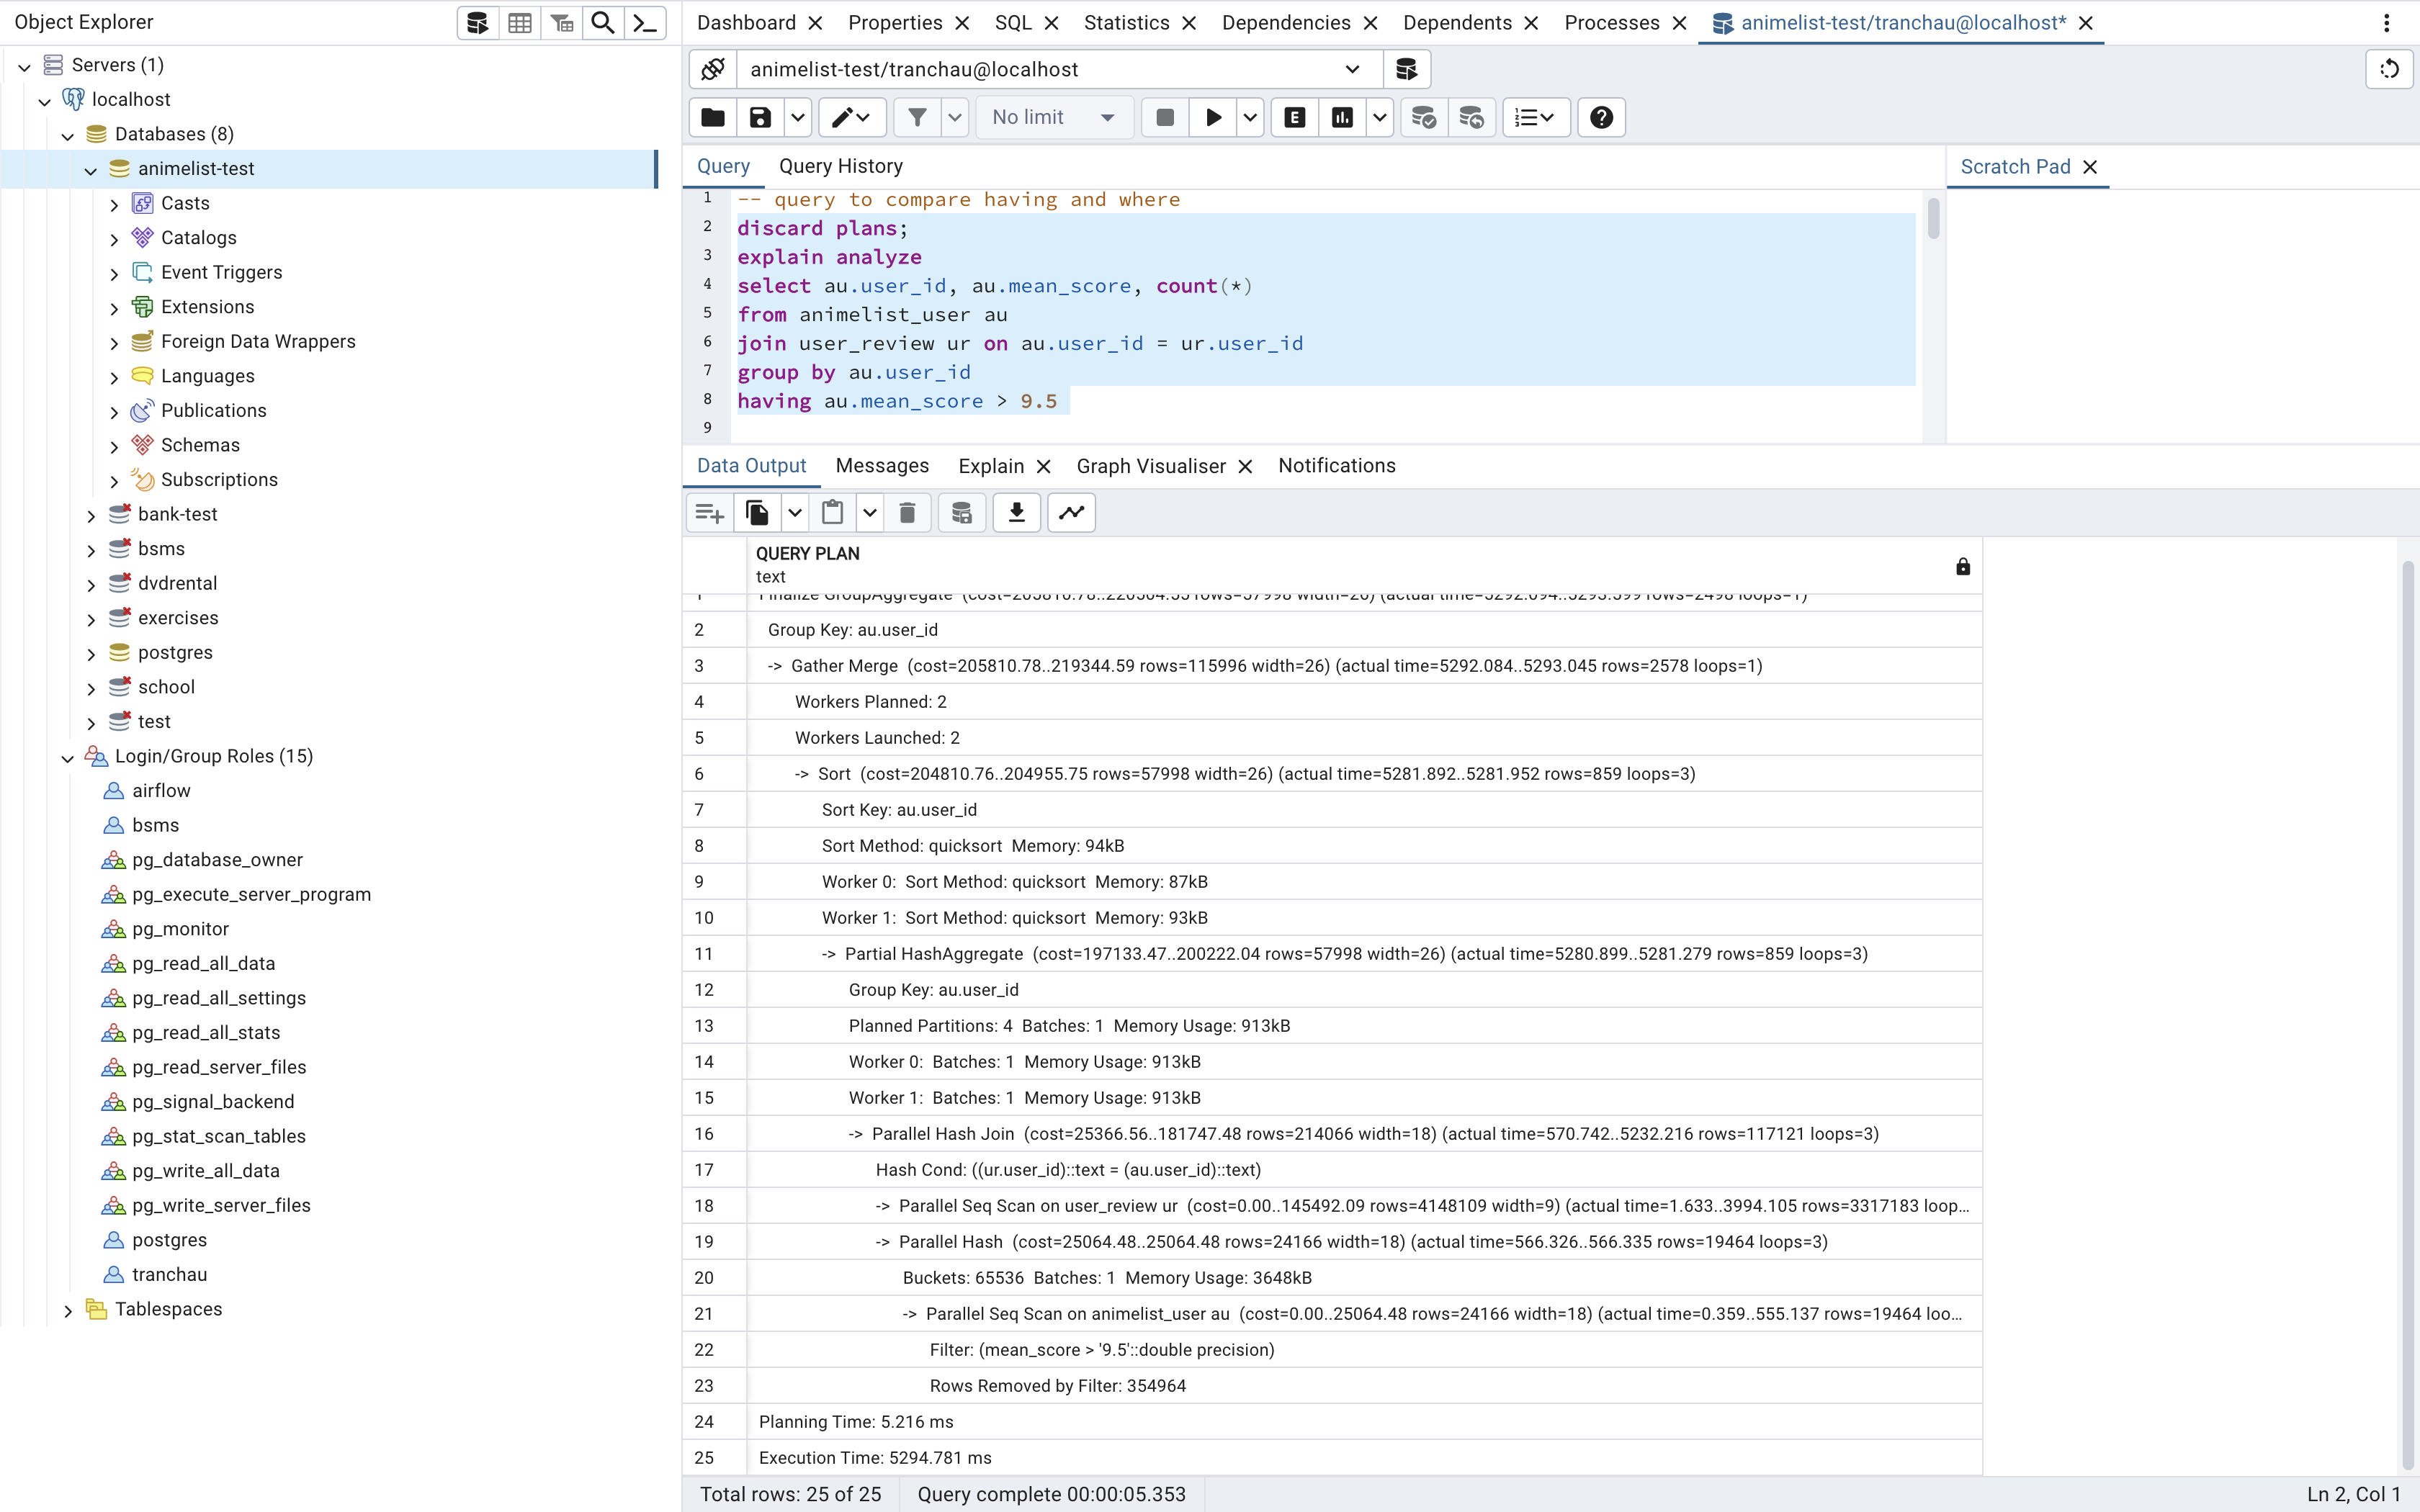 Object Explorer
Servers (1)
localhost
Databases (8)
animelist-test
Casts
Catalogs
Event Triggers
Extensions
Foreign Data Wrappers
Languages
Publications
Schemas
Subscriptions
bank-test
bsms
dvdrental
exercises
postgres
school
test
Login/Group Roles (15)
airflow
bsms
pg_database_owner
pg_execute_server_program
pg_monitor
pg_read_all_data
pg_read_all_settings
pg_read_all_stats
pg_read_server_files
pg_signal_backend
pg_stat_scan_tables
pg_write_all_data
pg_write_server_files
postgres
tranchau
Tablespaces
Dashboard Properties SQL Statistics Dependencies Dependents Processes animelist-test/tranchau@localhost*
animelist-test/tranchau@localhost
No limit E
Query Query History Scratch Pad
1 -- query to compare having and where
2 discard plans;
3 explain analyze
4 select au.user_id, au.mean_score, count(*)
5 from animelist_user au
6 join user_review ur on au.user_id = ur.user_id
7 group by au.user_id
8 having au.mean_score > 9.5
9
Data Output Messages Explain Graph Visualiser Notifications
QUERY PLAN
text
1 Finalize GroupAggregate
2 Group Key: au.user_id
3 -> Gather Merge (cost=205810.78..219344.59 rows=115996 width=26) (actual time=5292.084..5293.045 rows=2578 loops=1)
4 Workers Planned: 2
5 Workers Launched: 2
6 -> Sort (cost=204810.76..204955.75 rows=57998 width=26) (actual time=5281.892..5281.952 rows=859 loops=3)
7 Sort Key: au.user_id
8 Sort Method: quicksort Memory: 94kB
9 Worker 0: Sort Method: quicksort Memory: 87kB
10 Worker 1: Sort Method: quicksort Memory: 93kB
11 -> Partial HashAggregate (cost=197133.47..200222.04 rows=57998 width=26) (actual time=5280.899..5281.279 rows=859 loops=3)
12 Group Key: au.user_id
13 Planned Partitions: 4 Batches: 1 Memory Usage: 913kB
14 Worker 0: Batches: 1 Memory Usage: 913kB
15 Worker 1: Batches: 1 Memory Usage: 913kB
16 -> Parallel Hash Join (cost=25366.56..181747.48 rows=214066 width=18) (actual time=570.742..5232.216 rows=117121 loops=3)
17 Hash Cond: ((ur.user_id)::text = (au.user_id)::text)
18 -> Parallel Seq Scan on user_review ur (cost=0.00..145492.09 rows=4148109 width=9) (actual time=1.633..3994.105 rows=3317183 loop...
19 -> Parallel Hash (cost=25064.48..25064.48 rows=24166 width=18) (actual time=566.326..566.335 rows=19464 loops=3)
20 Buckets: 65536 Batches: 1 Memory Usage: 3648kB
21 -> Parallel Seq Scan on animelist_user au (cost=0.00..25064.48 rows=24166 width=18) (actual time=0.359..555.137 rows=19464 loo...
22 Filter: (mean_score > '9.5'::double precision)
23 Rows Removed by Filter: 354964
24 Planning Time: 5.216 ms
25 Execution Time: 5294.781 ms
Total rows: 25 of 25 Query complete 00:00:05.353 Ln 2, Col 1